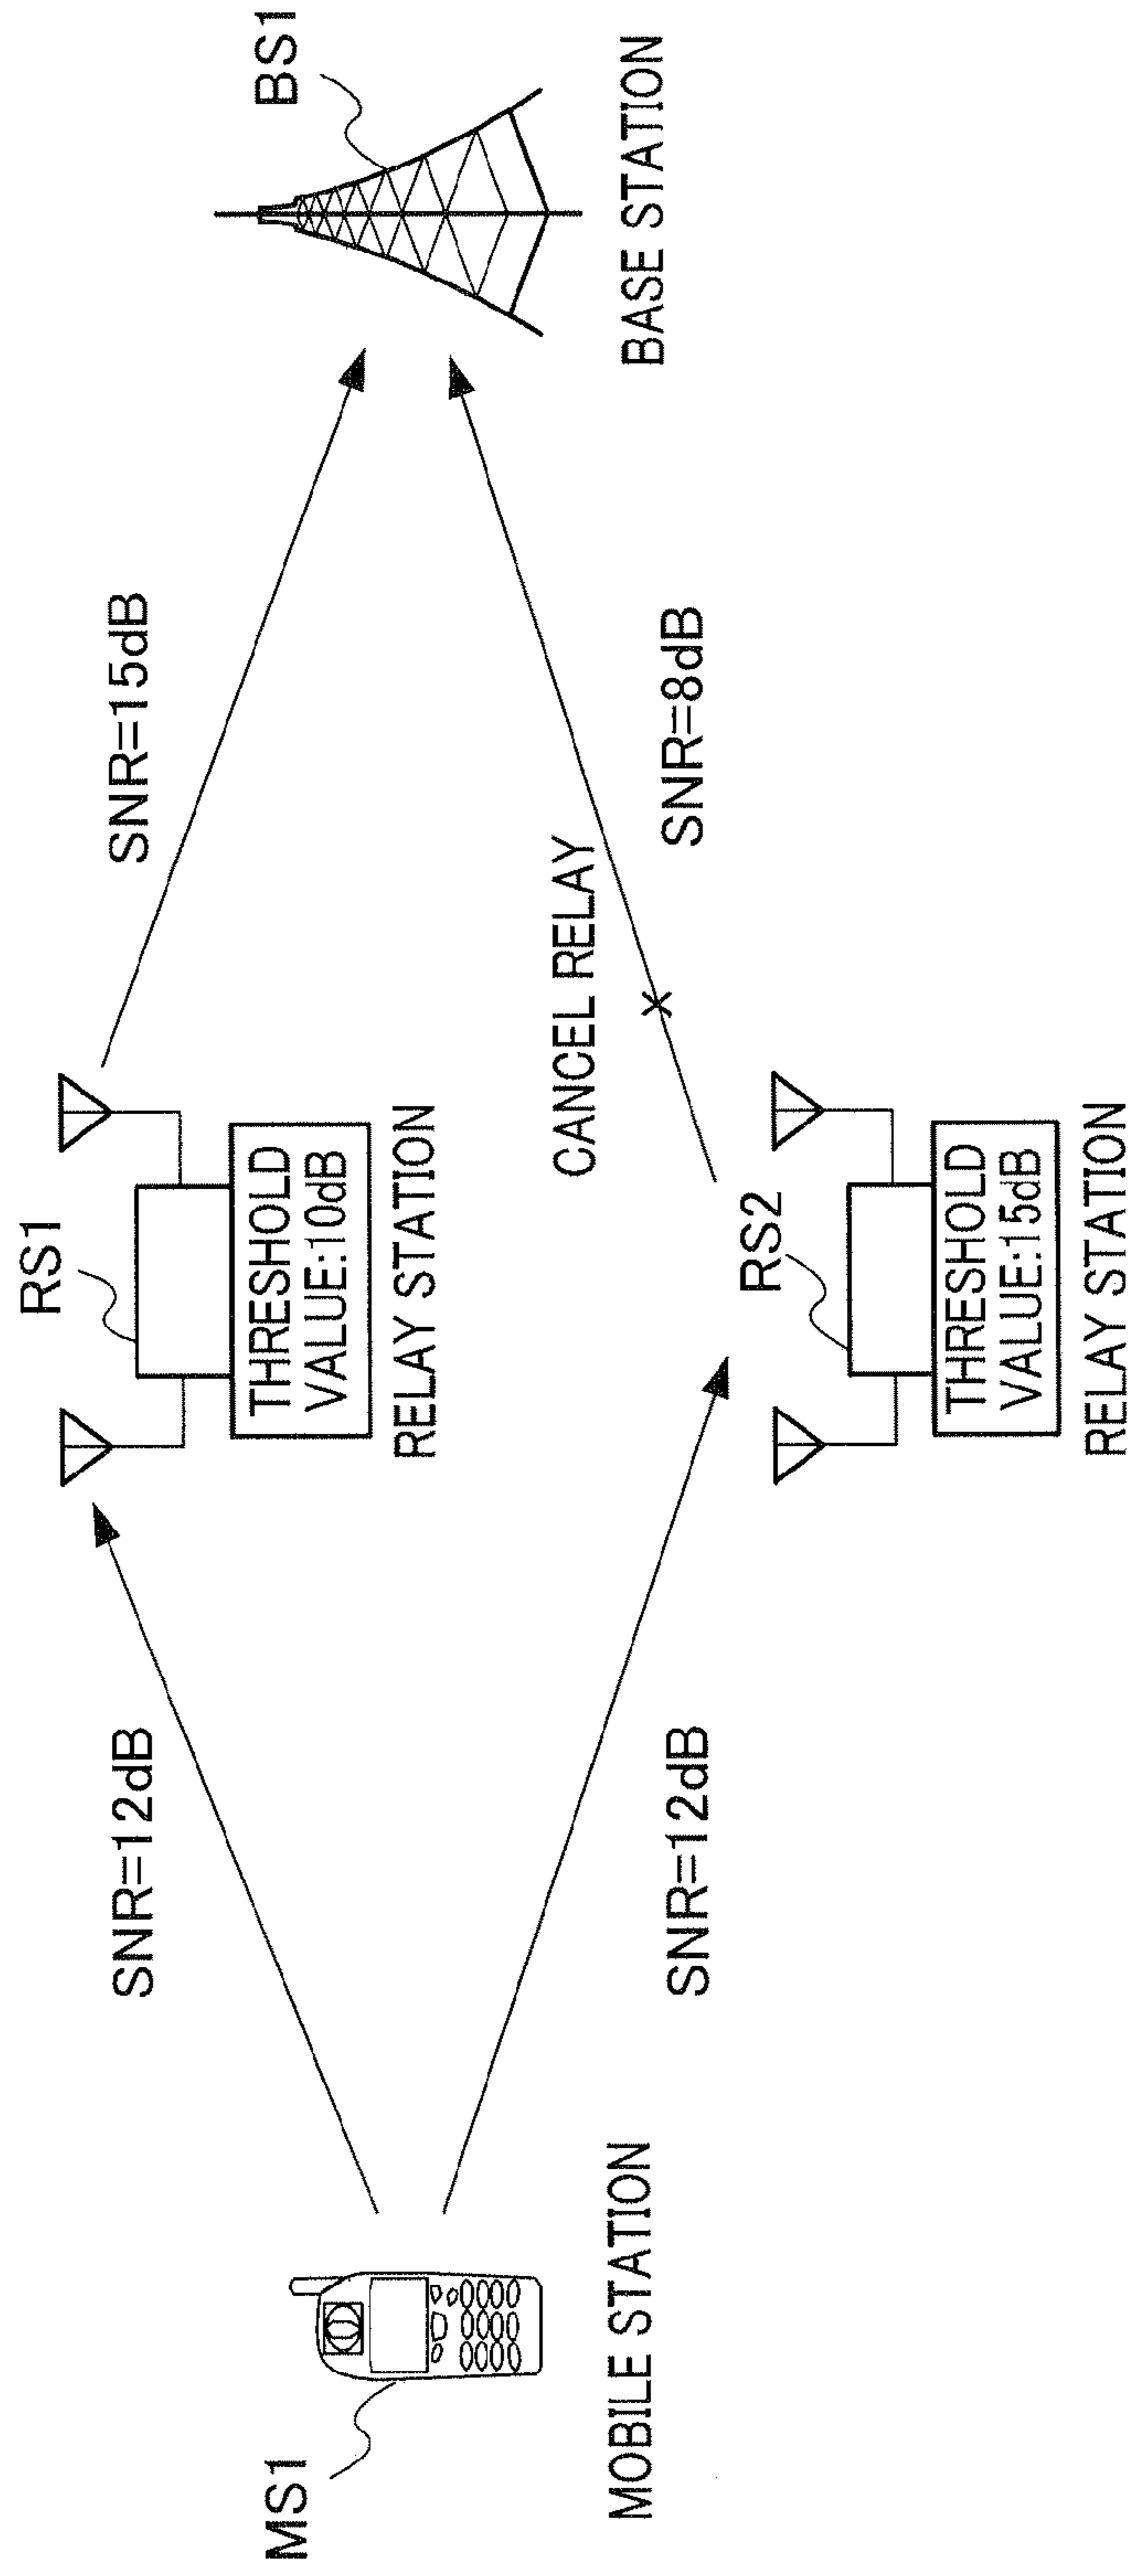 RS1
THRESHOLD
VALUE:10dB
RELAY STATION
SNR=12dB
SNR=15dB
MS1
MOBILE STATION
BS1
BASE STATION
CANCEL RELAY
SNR=12dB
SNR=8dB
RS2
THRESHOLD
VALUE:15dB
RELAY STATION